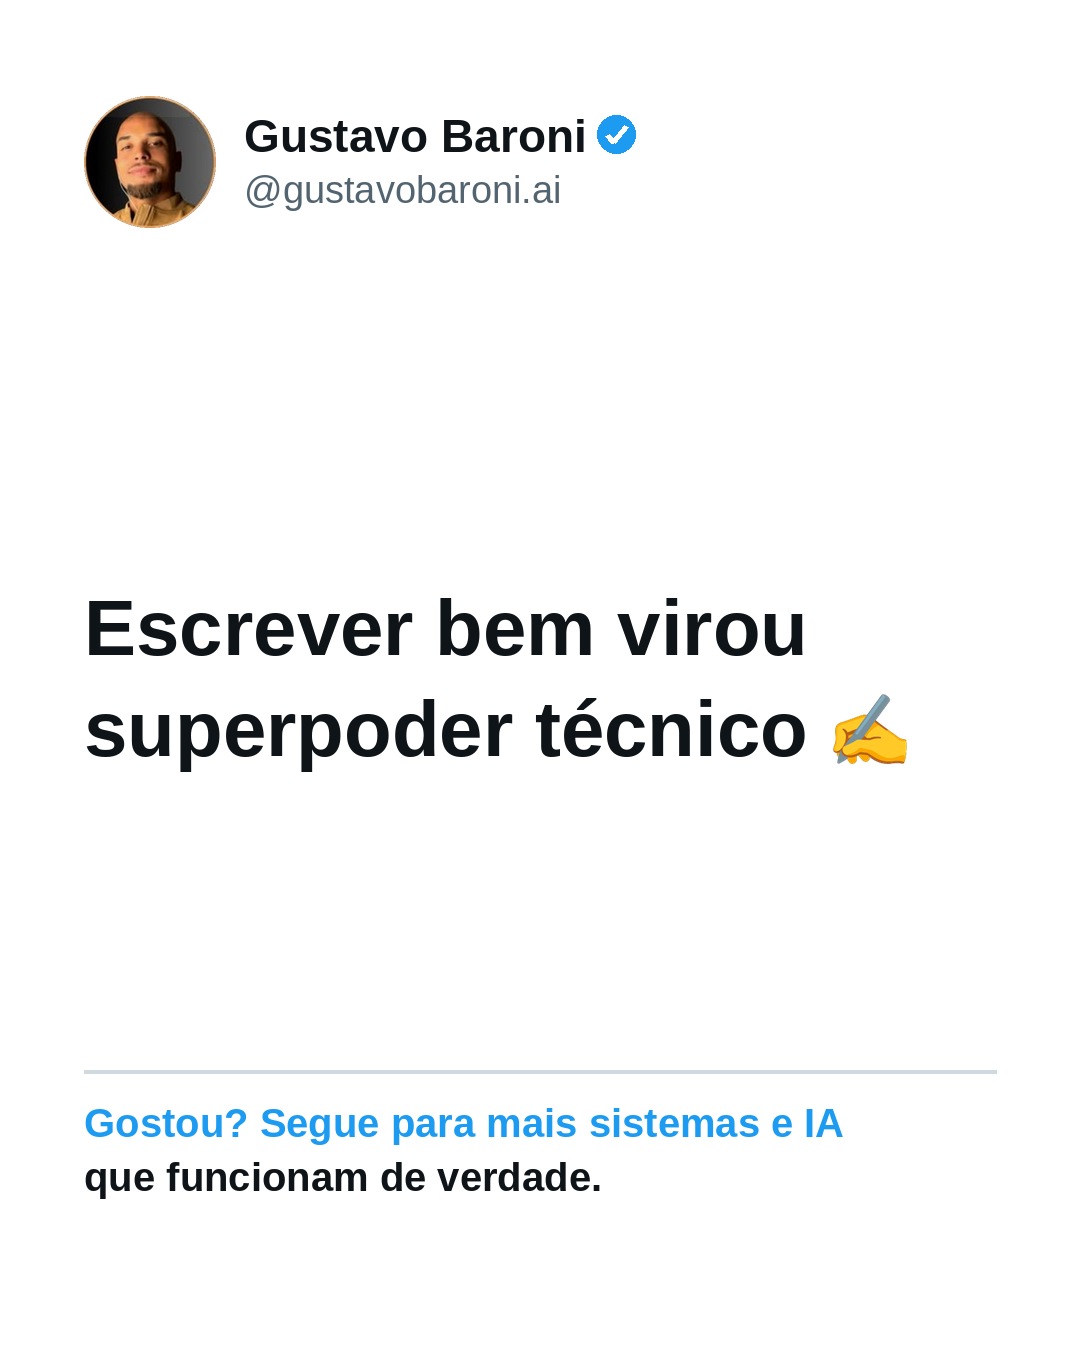 Gustavo Baroni
@gustavobaroni.ai
Escrever bem virou
superpoder técnico ✍️
Gostou? Segue para mais sistemas e IA
que funcionam de verdade.